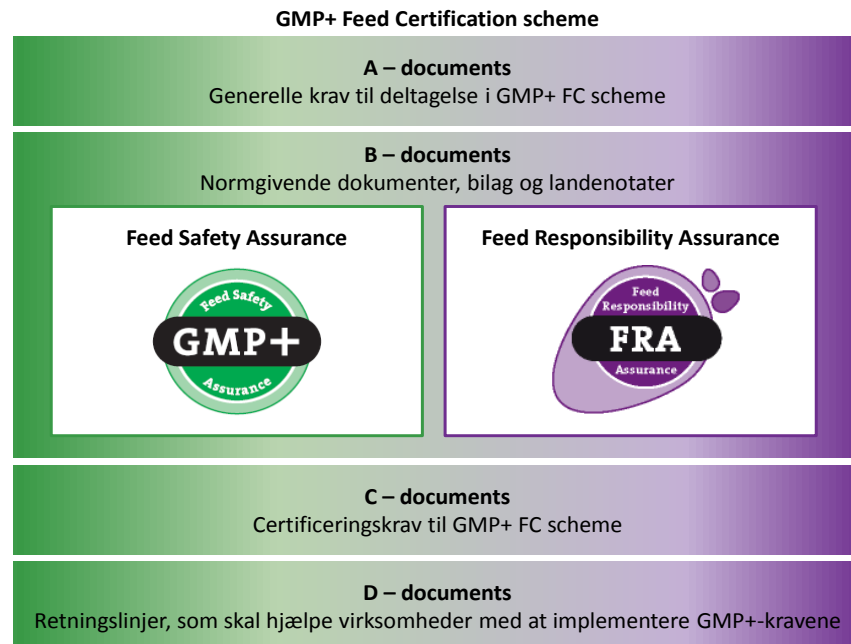 GMP+ Feed Certification scheme
A – documents
Generelle krav til deltagelse i GMP+ FC scheme
B – documents
Normgivende dokumenter, bilag og landenotater
Feed Safety Assurance
Feed Safety
GMP+
Assurance
Feed Responsibility Assurance
Feed
Responsibility
FRA
Assurance
C – documents
Certificeringskrav til GMP+ FC scheme
D – documents
Retningslinjer, som skal hjælpe virksomheder med at implementere GMP+-kravene